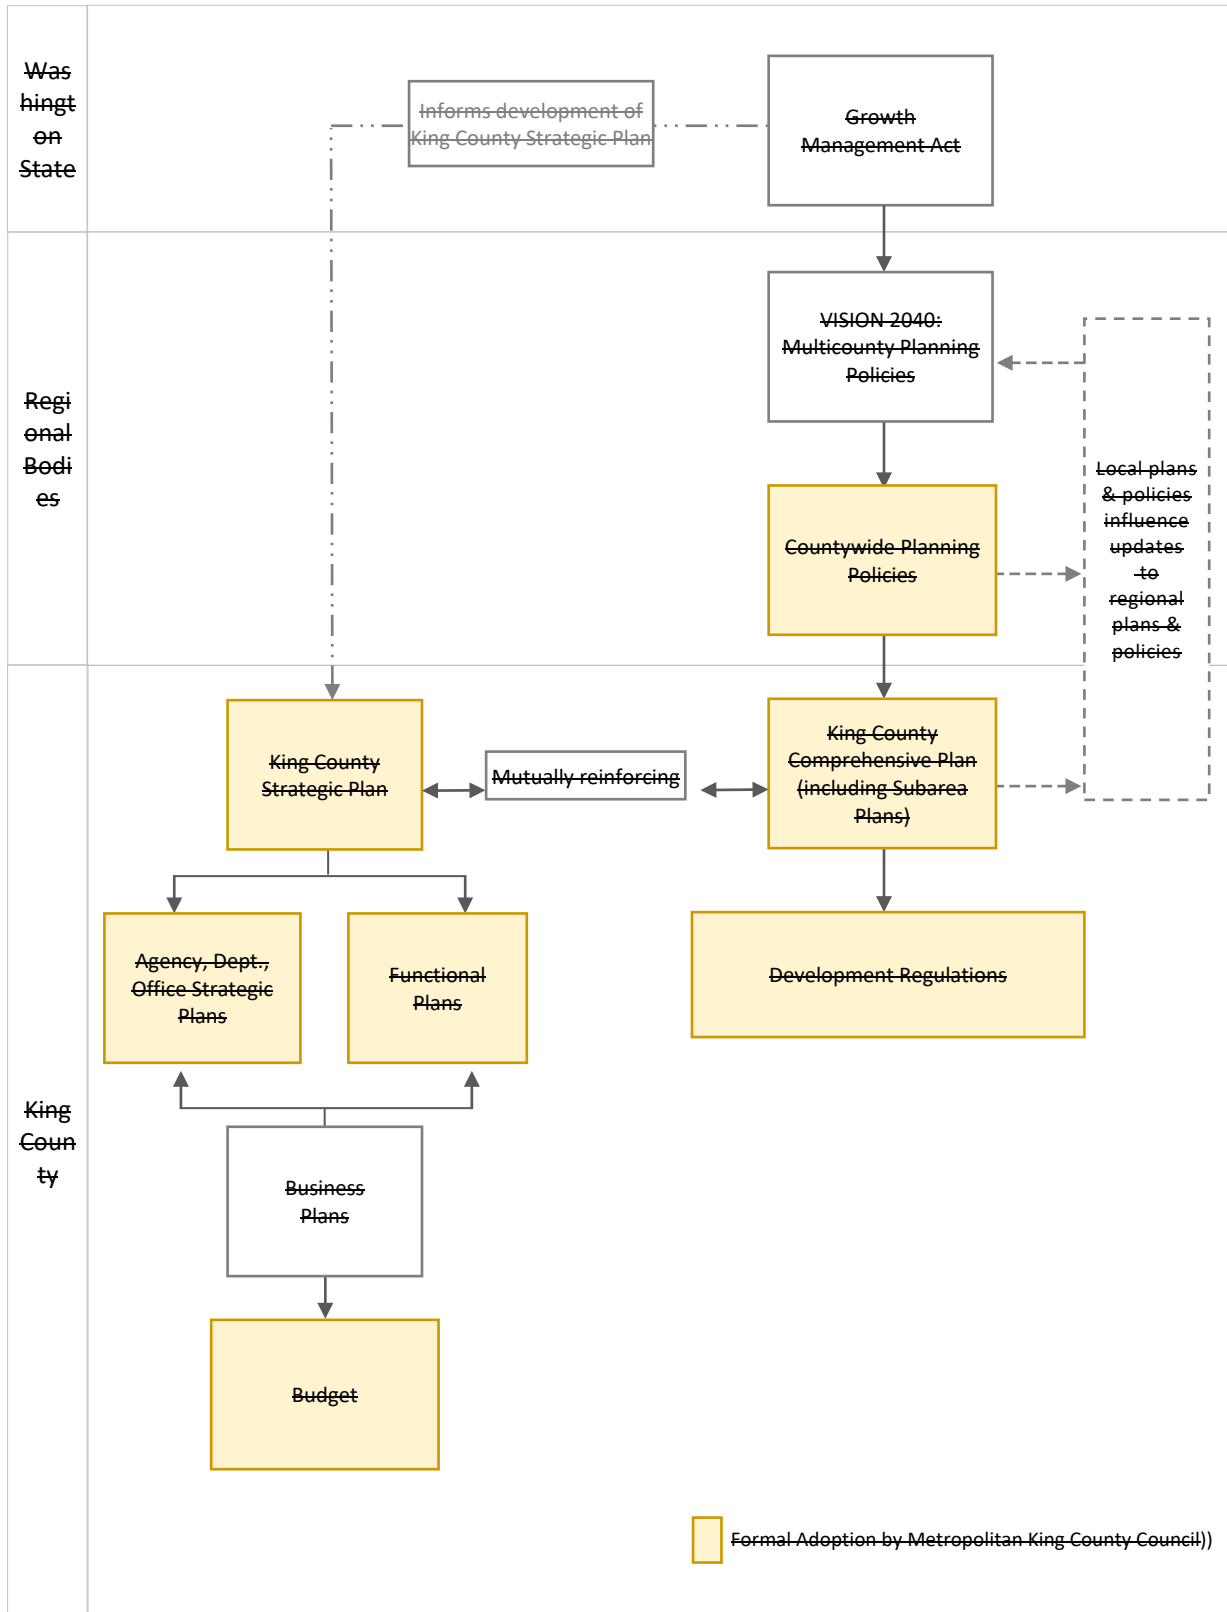 Was
hingt
on
State
Informs development of
King County Strategic Plan
Growth
Management Act
Regi
onal
Bodi
es
VISION 2040:
Multicounty Planning
Policies
Countywide Planning
Policies
Local plans
& policies
influence
updates
to
regional
plans &
policies
King
Coun
ty
King County
Strategic Plan
Mutually reinforcing
King County
Comprehensive Plan
(including Subarea
Plans)
Agency, Dept.,
Office Strategic
Plans
Functional
Plans
Development Regulations
Business
Plans
Budget
Formal Adoption by Metropolitan King County Council))